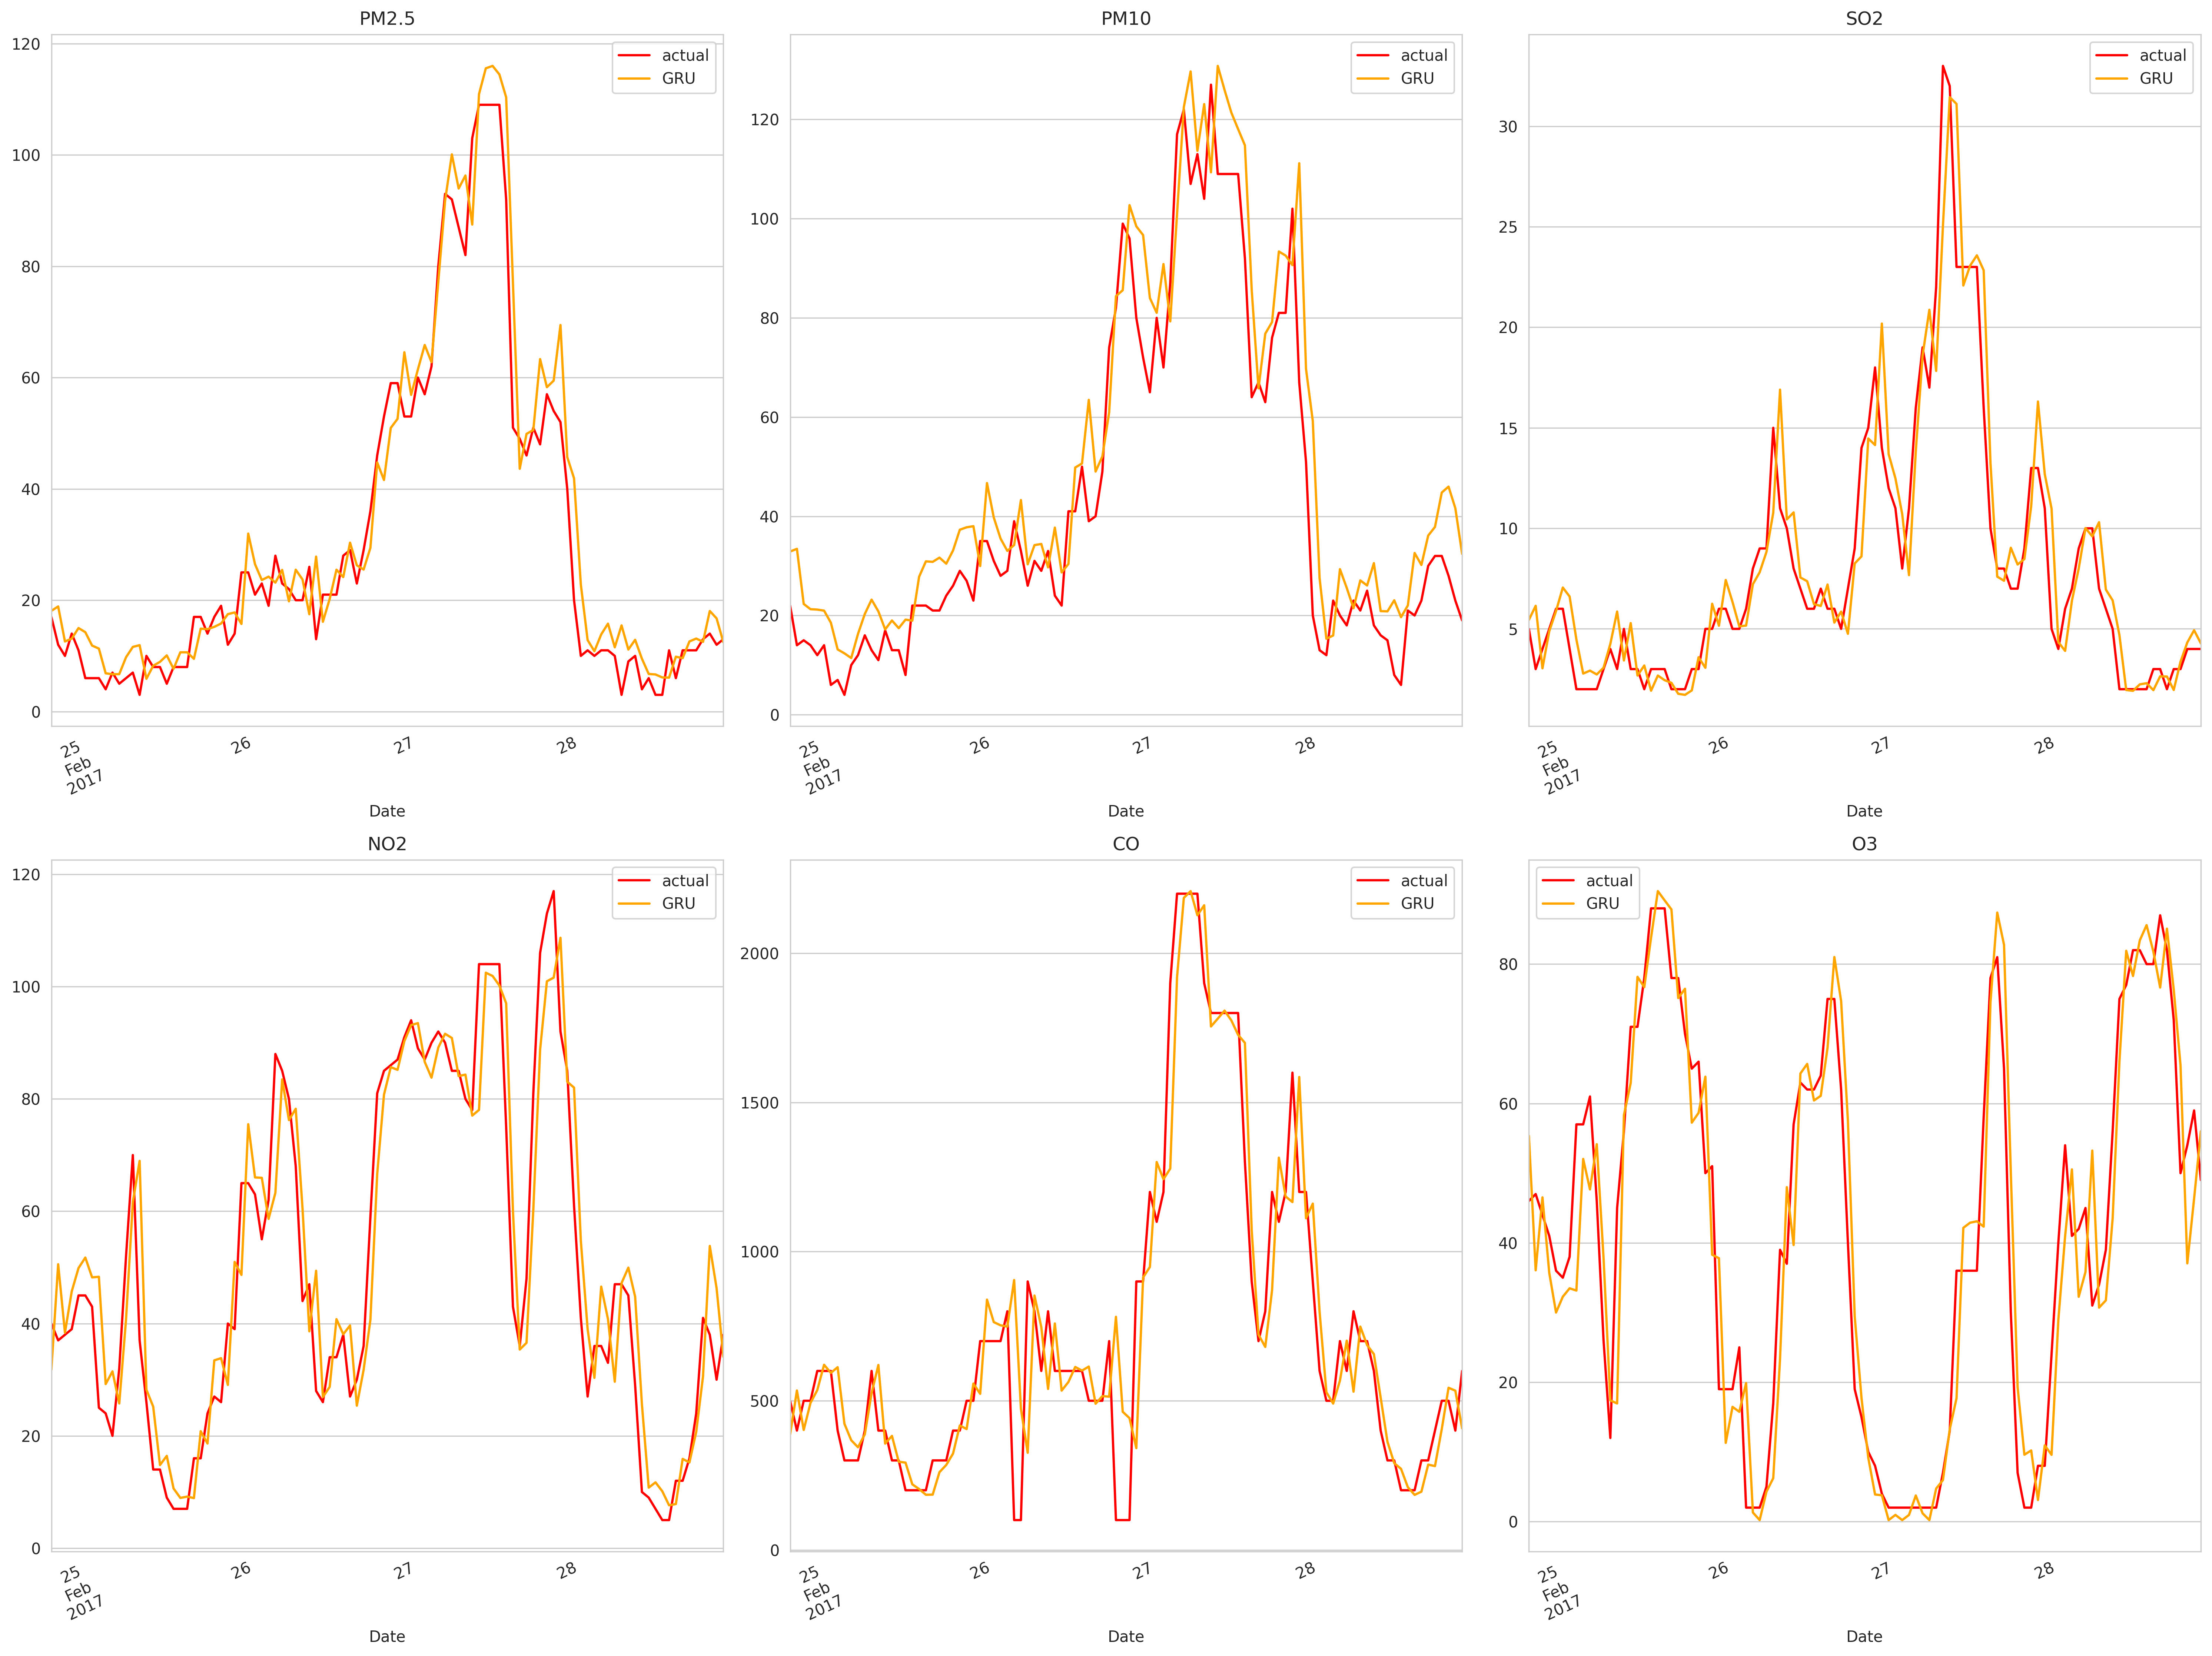 PM2.5
120
100
80
60
40
20
0
actual
GRU
25
Feb
2017
26
27
28
Date
PM10
120
100
80
60
40
20
0
actual
GRU
25
Feb
2017
26
27
28
Date
SO2
30
25
20
15
10
5
actual
GRU
25
Feb
2017
26
27
28
Date
NO2
120
100
80
60
40
20
0
actual
GRU
25
Feb
2017
26
27
28
Date
CO
2000
1500
1000
500
0
actual
GRU
25
Feb
2017
26
27
28
Date
O3
80
60
40
20
0
actual
GRU
25
Feb
2017
26
27
28
Date